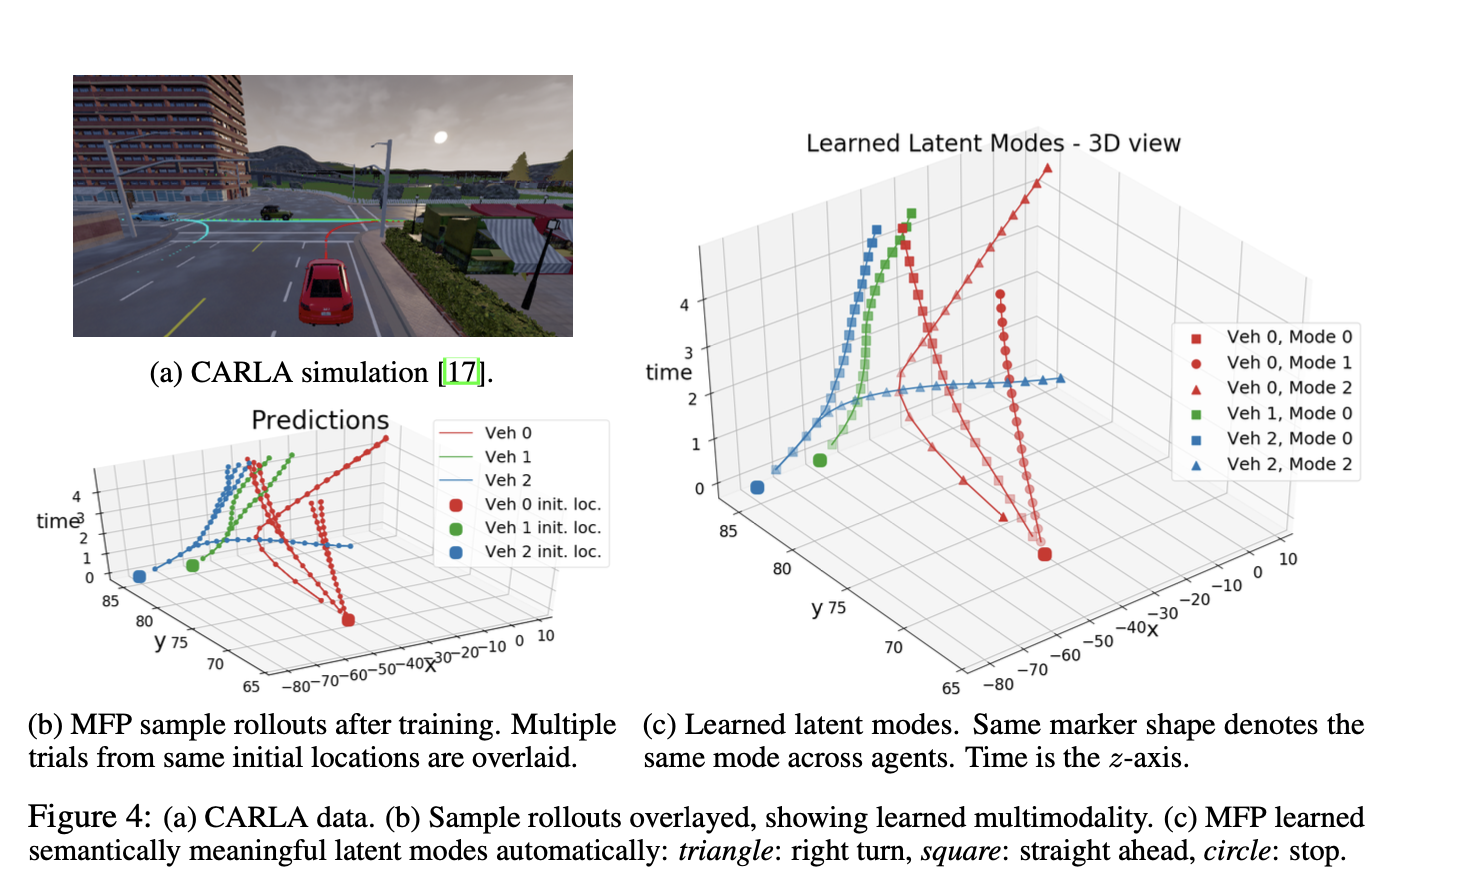 (a) CARLA simulation [17].
Predictions
time
4
3
2
1
0
85
80
y 75
70
65
−80
−70
−60
−50
−40
x
−30
−20
−10
0
10
Veh 0
Veh 1
Veh 2
Veh 0 init. loc.
Veh 1 init. loc.
Veh 2 init. loc.
(b) MFP sample rollouts after training. Multiple
trials from same initial locations are overlaid.
Learned Latent Modes - 3D view
time
4
3
2
1
0
85
80
y 75
70
65
−80
−70
−60
−50
−40
x
−30
−20
−10
0
10
Veh 0, Mode 0
Veh 0, Mode 1
Veh 0, Mode 2
Veh 1, Mode 0
Veh 2, Mode 0
Veh 2, Mode 2
(c) Learned latent modes. Same marker shape denotes the
same mode across agents. Time is the z-axis.
Figure 4: (a) CARLA data. (b) Sample rollouts overlayed, showing learned multimodality. (c) MFP learned
semantically meaningful latent modes automatically: triangle: right turn, square: straight ahead, circle: stop.